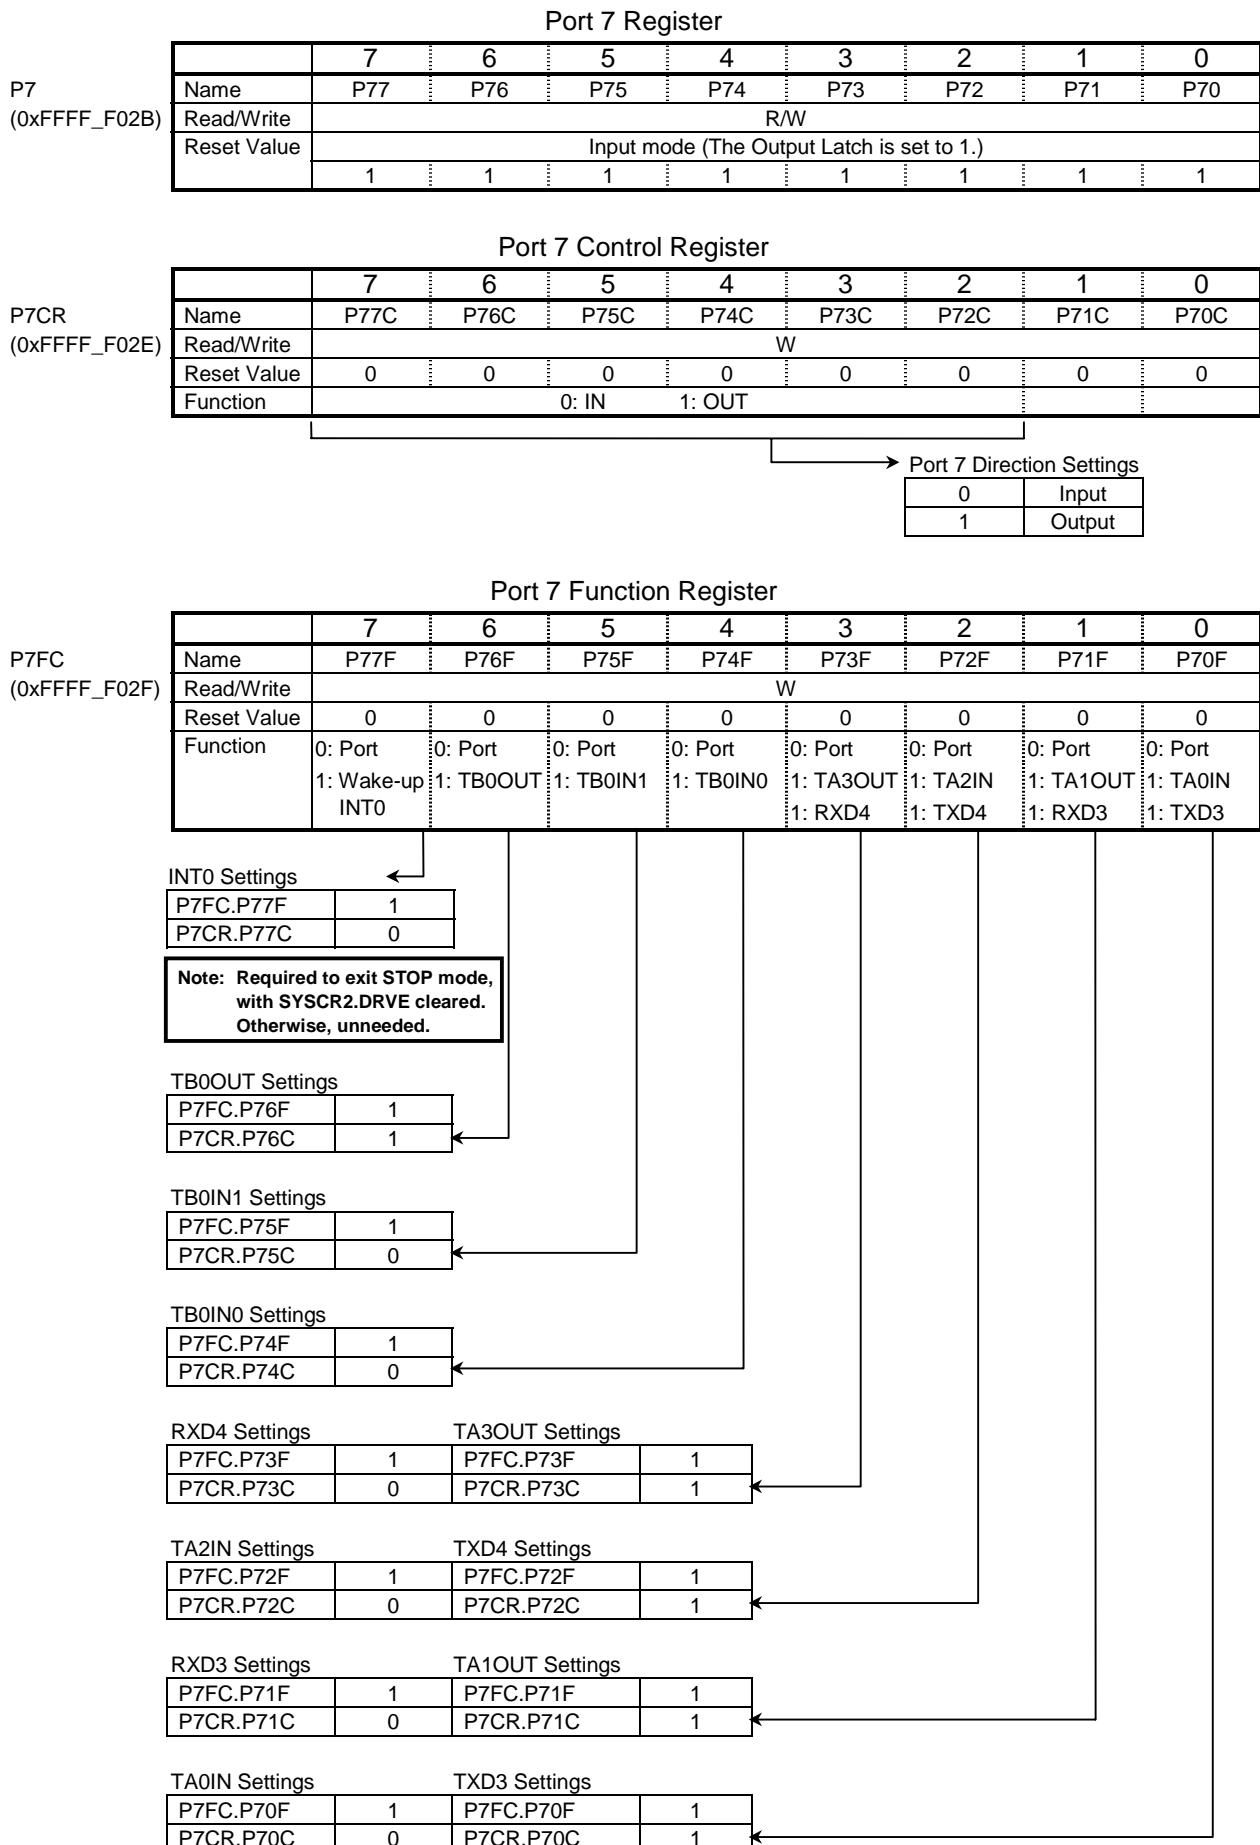 Port 7 Register
7 6 5 4 3 2 1 0
P7 Name P77 P76 P75 P74 P73 P72 P71 P70
(0xFFFF_F02B) Read/Write R/W
Reset Value Input mode (The Output Latch is set to 1.)
1 1 1 1 1 1 1 1
Port 7 Control Register
7 6 5 4 3 2 1 0
P7CR Name P77C P76C P75C P74C P73C P72C P71C P70C
(0xFFFF_F02E) Read/Write W
Reset Value 0 0 0 0 0 0 0 0
Function 0: IN 1: OUT
Port 7 Direction Settings
0 Input
1 Output
Port 7 Function Register
7 6 5 4 3 2 1 0
P7FC Name P77F P76F P75F P74F P73F P72F P71F P70F
(0xFFFF_F02F) Read/Write W
Reset Value 0 0 0 0 0 0 0 0
Function 0: Port 0: Port 0: Port 0: Port 0: Port 0: Port 0: Port 0: Port
1: Wake-up 1: TB0OUT 1: TB0IN1 1: TB0IN0 1: TA3OUT 1: TA2IN 1: TA1OUT 1: TA0IN
INT0 1: RXD4 1: TXD4 1: RXD3 1: TXD3
INT0 Settings
P7FC.P77F 1
P7CR.P77C 0
Note: Required to exit STOP mode,
with SYSCR2.DRVE cleared.
Otherwise, unneeded.
TB0OUT Settings
P7FC.P76F 1
P7CR.P76C 1
TB0IN1 Settings
P7FC.P75F 1
P7CR.P75C 0
TB0IN0 Settings
P7FC.P74F 1
P7CR.P74C 0
RXD4 Settings TA3OUT Settings
P7FC.P73F 1 P7FC.P73F 1
P7CR.P73C 0 P7CR.P73C 1
TA2IN Settings TXD4 Settings
P7FC.P72F 1 P7FC.P72F 1
P7CR.P72C 0 P7CR.P72C 1
RXD3 Settings TA1OUT Settings
P7FC.P71F 1 P7FC.P71F 1
P7CR.P71C 0 P7CR.P71C 1
TA0IN Settings TXD3 Settings
P7FC.P70F 1 P7FC.P70F 1
P7CR.P70C 0 P7CR.P70C 1